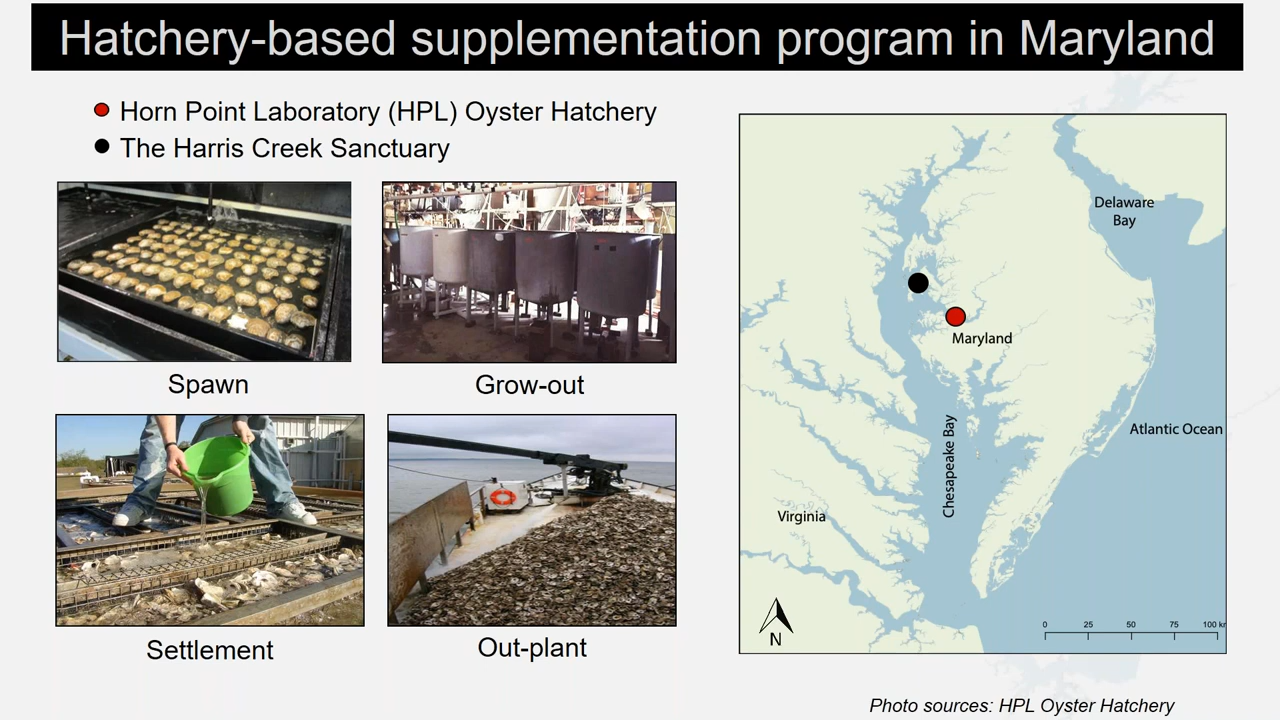 Hatchery-based supplementation program in Maryland
Horn Point Laboratory (HPL) Oyster Hatchery
The Harris Creek Sanctuary
Spawn
Grow-out
Settlement
Out-plant
Delaware
Bay
Maryland
Atlantic Ocean
Chesapeake Bay
Virginia
N
0 25 50 75 100 km
Photo sources: HPL Oyster Hatchery